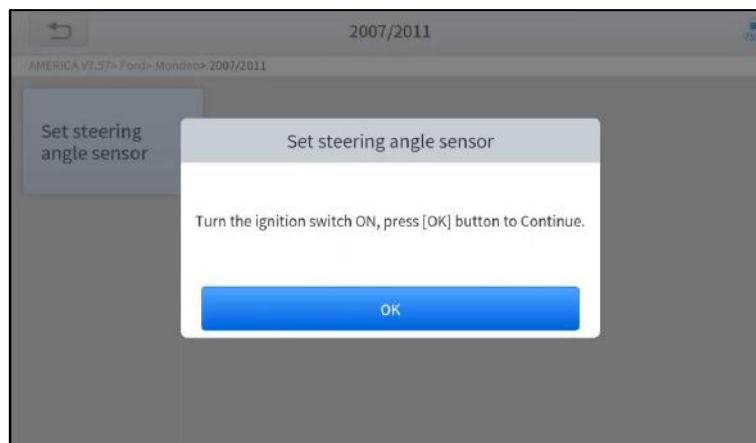 2007/2011
AMERICA V7.57> Ford> Mondeo> 2007/2011
Set steering
angle sensor
Set steering angle sensor
Turn the ignition switch ON, press [OK] button to Continue.
OK